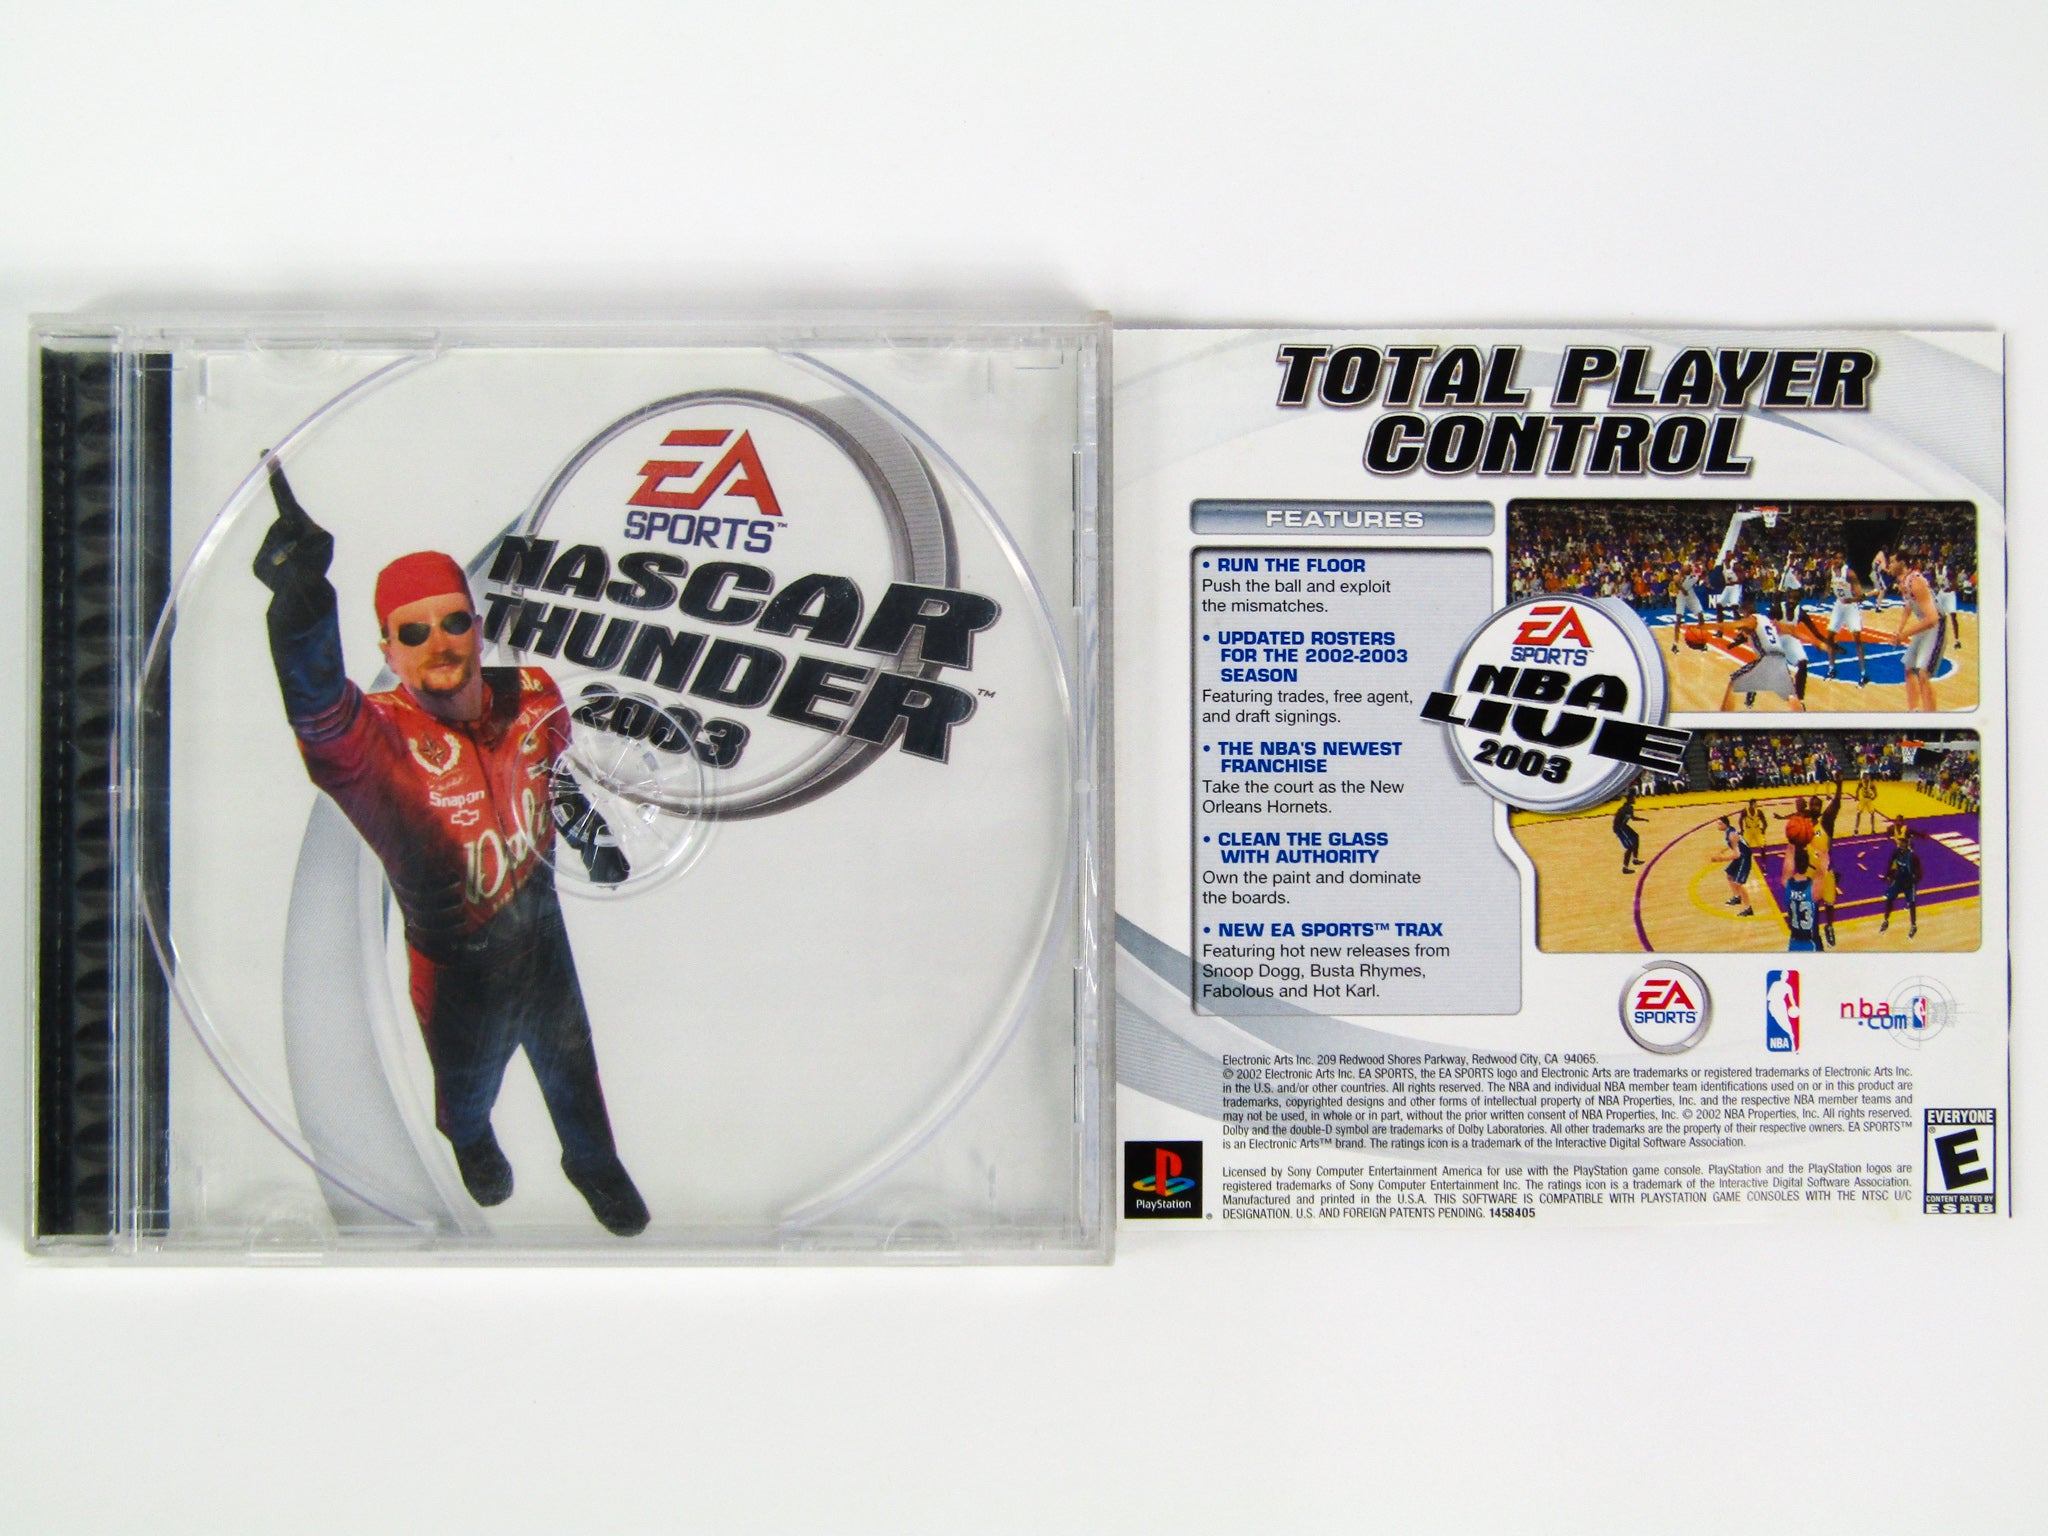 EA
SPORTS™
NASCAR
THUNDER™
2003
Snap-on
TOTAL PLAYER
CONTROL
FEATURES
• RUN THE FLOOR
Push the ball and exploit
the mismatches.
• UPDATED ROSTERS
FOR THE 2002-2003
SEASON
Featuring trades, free agent,
and draft signings.
• THE NBA'S NEWEST
FRANCHISE
Take the court as the New
Orleans Hornets.
• CLEAN THE GLASS
WITH AUTHORITY
Own the paint and dominate
the boards.
• NEW EA SPORTS™ TRAX
Featuring hot new releases from
Snoop Dogg, Busta Rhymes,
Fabolous and Hot Karl.
EA
SPORTS™
NBA
LIVE
2003
13
EA
SPORTS™
NBA
nba
.com
Electronic Arts Inc. 209 Redwood Shores Parkway, Redwood City, CA 94065.
© 2002 Electronic Arts Inc. EA SPORTS, the EA SPORTS logo and Electronic Arts are trademarks or registered trademarks of Electronic Arts Inc.
in the U.S. and/or other countries. All rights reserved. The NBA and individual NBA member team identifications used on or in this product are
trademarks, copyrighted designs and other forms of intellectual property of NBA Properties, Inc. and the respective NBA member teams and
may not be used, in whole or in part, without the prior written consent of NBA Properties, Inc. © 2002 NBA Properties, Inc. All rights reserved.
Dolby and the double-D symbol are trademarks of Dolby Laboratories. All other trademarks are the property of their respective owners. EA SPORTS™
is an Electronic Arts™ brand. The ratings icon is a trademark of the Interactive Digital Software Association.
Licensed by Sony Computer Entertainment America for use with the PlayStation game console. PlayStation and the PlayStation logos are
registered trademarks of Sony Computer Entertainment Inc. The ratings icon is a trademark of the Interactive Digital Software Association.
Manufactured and printed in the U.S.A. THIS SOFTWARE IS COMPATIBLE WITH PLAYSTATION GAME CONSOLES WITH THE NTSC U/C
DESIGNATION. U.S. AND FOREIGN PATENTS PENDING. 1458405
PlayStation
®
EVERYONE
E
®
CONTENT RATED BY
ESRB